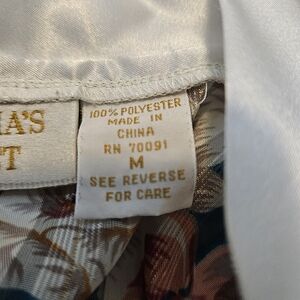 A'S
T
100% POLYESTER
MADE IN
CHINA
RN 70091
M
SEE REVERSE
FOR CARE